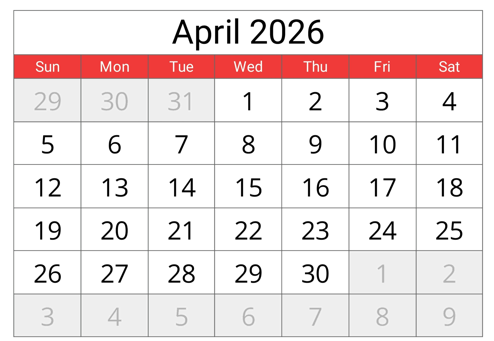 April 2026
Sun Mon Tue Wed Thu Fri Sat
29 30 31 1 2 3 4
5 6 7 8 9 10 11
12 13 14 15 16 17 18
19 20 21 22 23 24 25
26 27 28 29 30 1 2
3 4 5 6 7 8 9